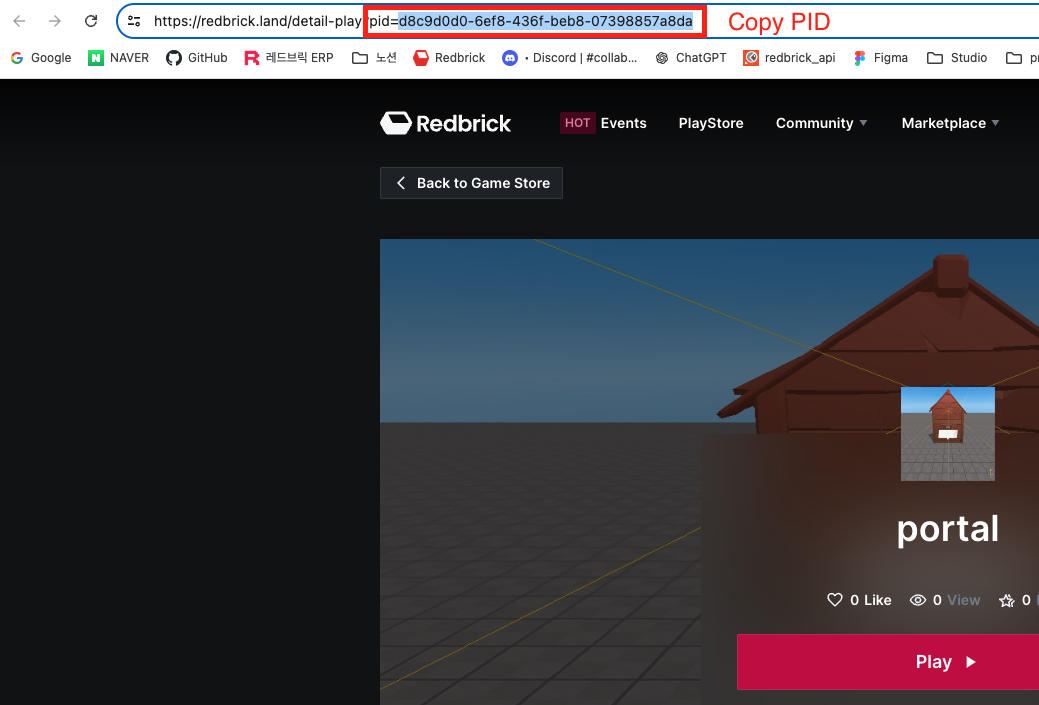 https://redbrick.land/detail-play?pid=d8c9d0d0-6ef8-436f-beb8-07398857a8da Copy PID
Google NAVER GitHub 레드브릭 ERP 노션 Redbrick • Discord | #collab... ChatGPT redbrick_api Figma Studio
Redbrick HOT Events PlayStore Community Marketplace
Back to Game Store
portal
0 Like 0 View 0
Play